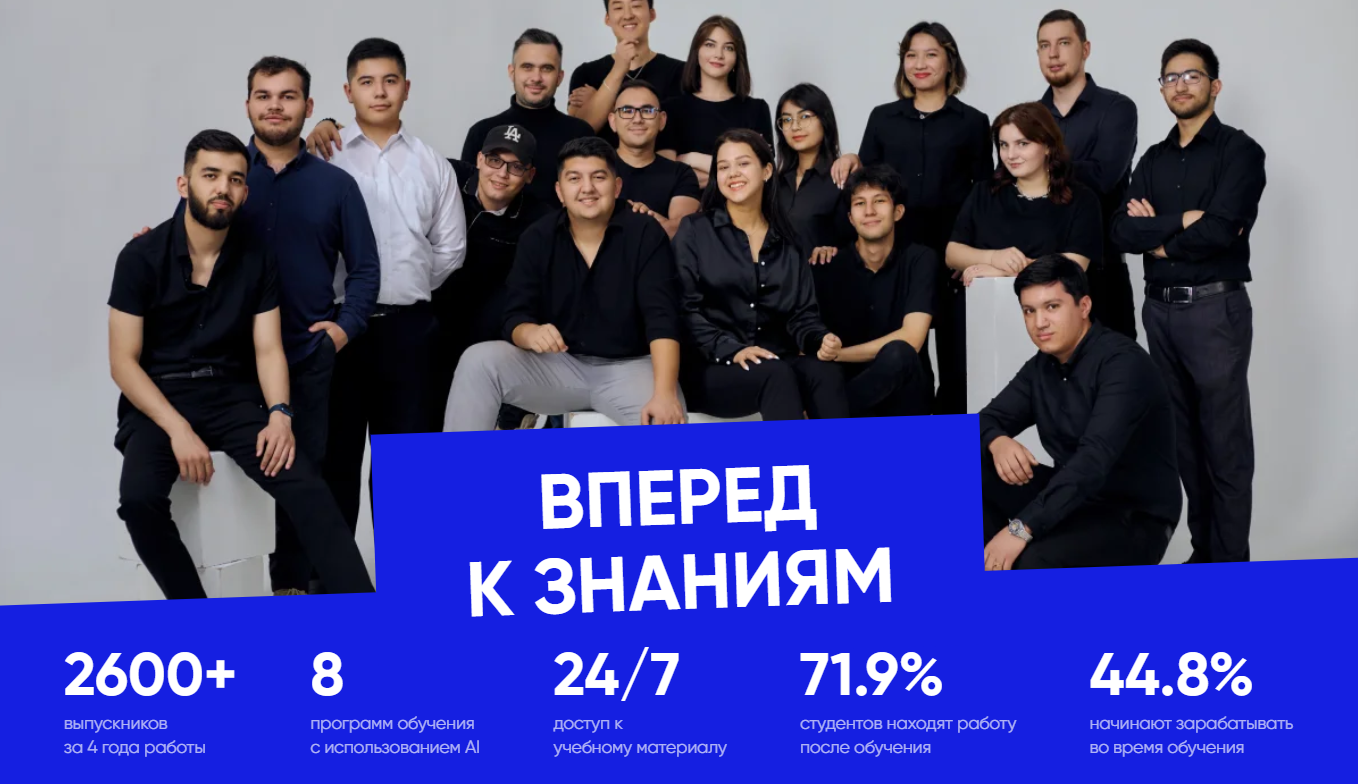 LA
ВПЕРЕД
К ЗНАНИЯМ
2600+
выпускников
за 4 года работы
8
программ обучения
с использованием AI
24/7
доступ к
учебному материалу
71.9%
студентов находят работу
после обучения
44.8%
начинают зарабатывать
во время обучения